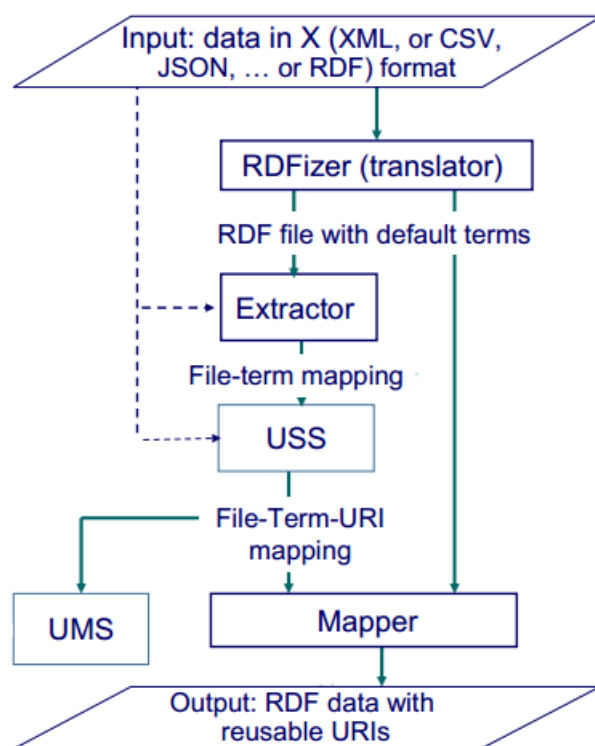 Input: data in X (XML, or CSV,
JSON, … or RDF) format
RDFizer (translator)
RDF file with default terms
Extractor
File-term mapping
USS
File-Term-URI
mapping
UMS
Mapper
Output: RDF data with
reusable URIs